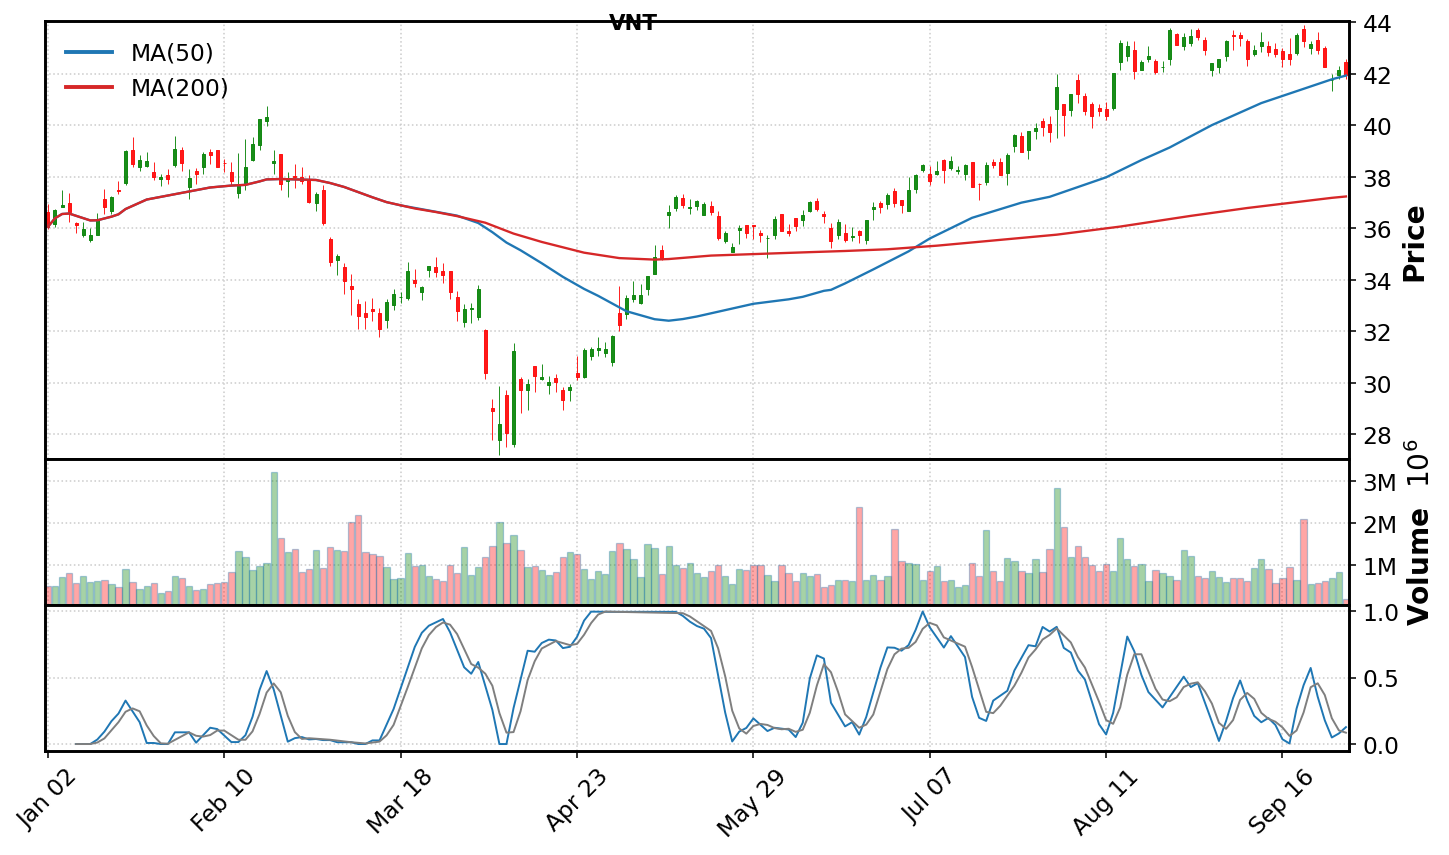 VNT
MA(50)
MA(200)
44
42
40
38
36
34
32
30
28
Price
3M
2M
1M
Volume 10^6
1.0
0.5
0.0
Jan 02
Feb 10
Mar 18
Apr 23
May 29
Jul 07
Aug 11
Sep 16